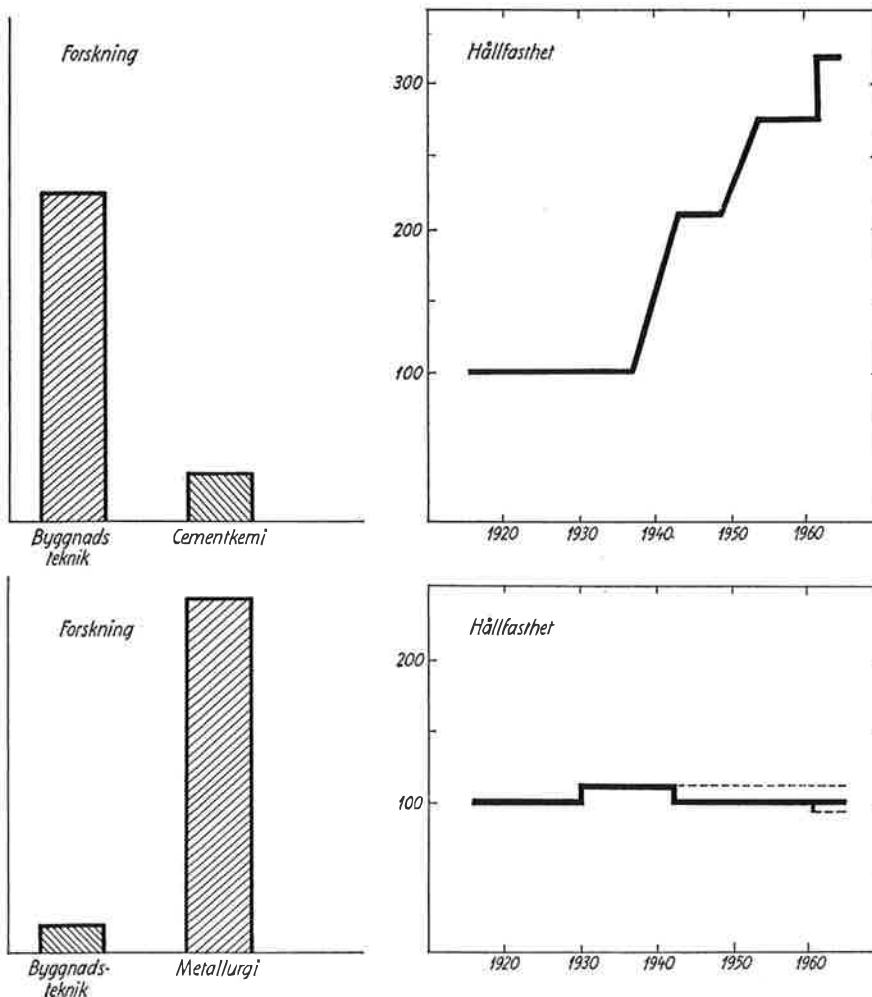 Forskning
Byggnads
teknik
Cementkemi
Hållfasthet
300
200
100
1920
1930
1940
1950
1960
Forskning
Byggnads-
teknik
Metallurgi
Hållfasthet
200
100
1920
1930
1940
1950
1960